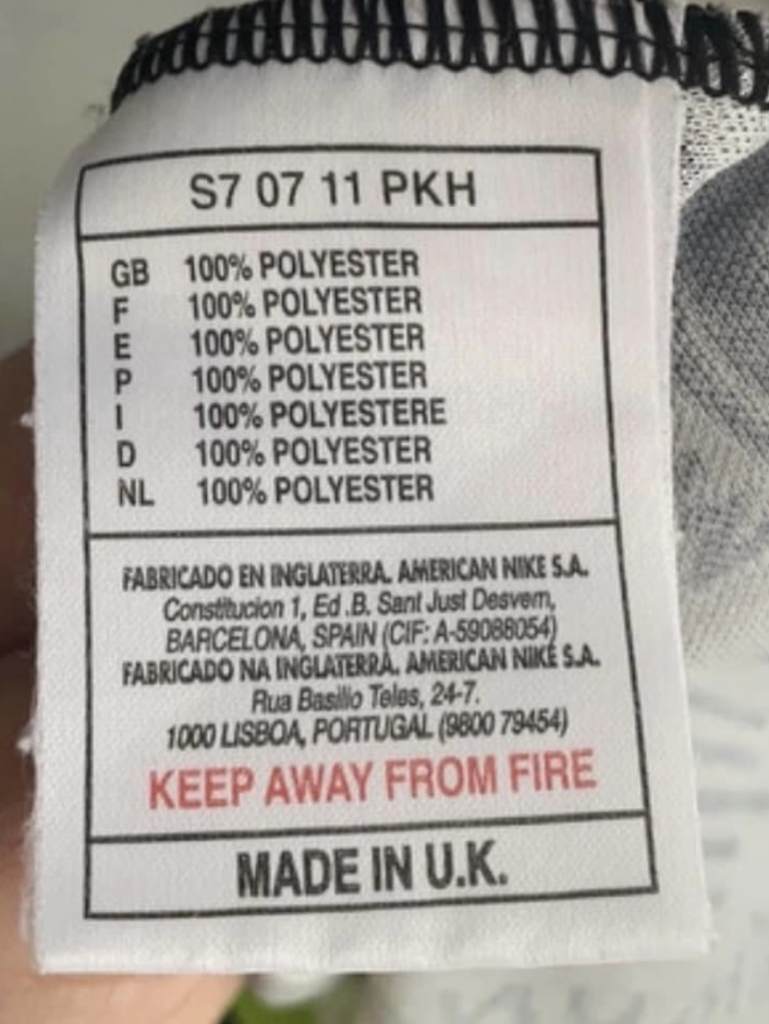 S7 07 11 PKH
GB 100% POLYESTER
F 100% POLYESTER
E 100% POLYESTER
P 100% POLYESTER
I 100% POLYESTERE
D 100% POLYESTER
NL 100% POLYESTER
FABRICADO EN INGLATERRA. AMERICAN NIKE S.A.
Constitucion 1, Ed .B. Sant Just Desvern,
BARCELONA, SPAIN (CIF: A-59088054)
FABRICADO NA INGLATERRA. AMERICAN NIKE S.A.
Rua Basilio Teles, 24-7.
1000 LISBOA, PORTUGAL (9800 79454)
KEEP AWAY FROM FIRE
MADE IN U.K.